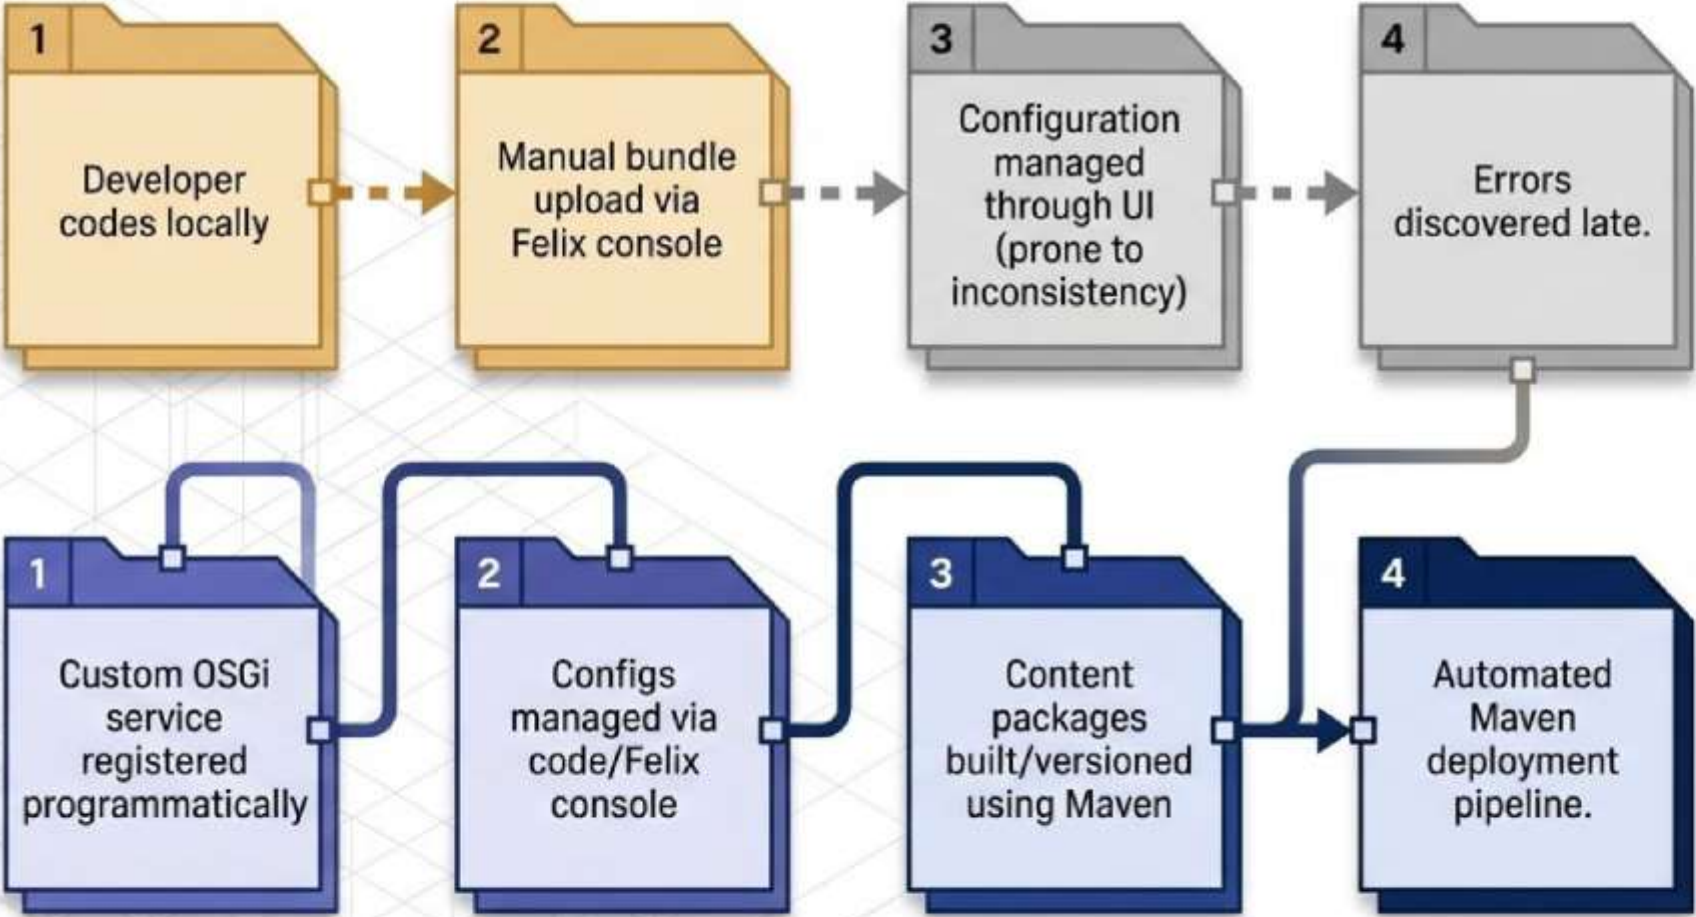 1
Developer
codes locally
2
Manual bundle
upload via
Felix console
3
Configuration
managed
through UI
(prone to
inconsistency)
4
Errors
discovered late.
1
Custom OSGi
service
registered
programmatically
2
Configs
managed via
code/Felix
console
3
Content
packages
built/versioned
using Maven
4
Automated
Maven
deployment
pipeline.